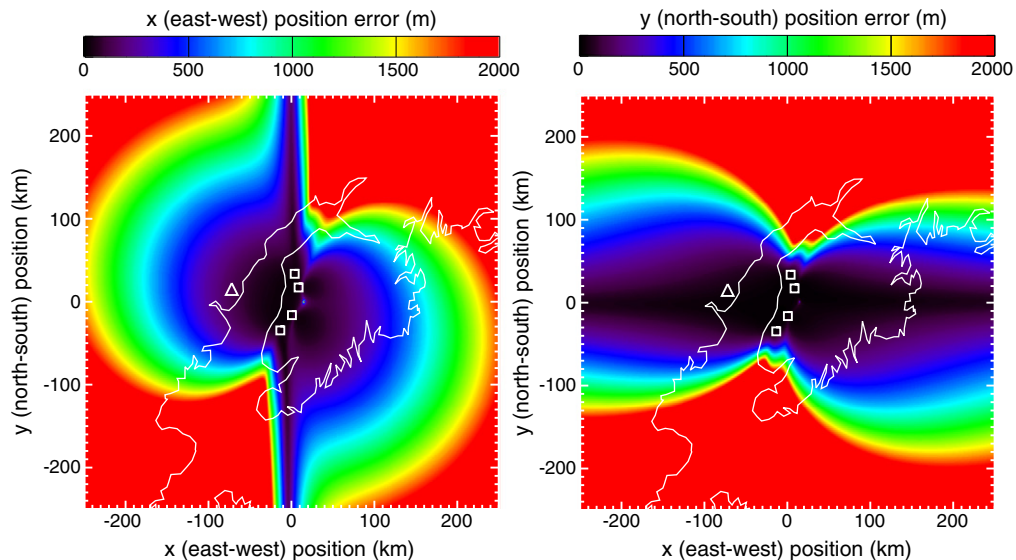 x (east-west) position error (m)
0 500 1000 1500 2000
y (north-south) position (km)
200
100
0
-100
-200
-200 -100 0 100 200
x (east-west) position (km)
y (north-south) position error (m)
0 500 1000 1500 2000
y (north-south) position (km)
200
100
0
-100
-200
-200 -100 0 100 200
x (east-west) position (km)